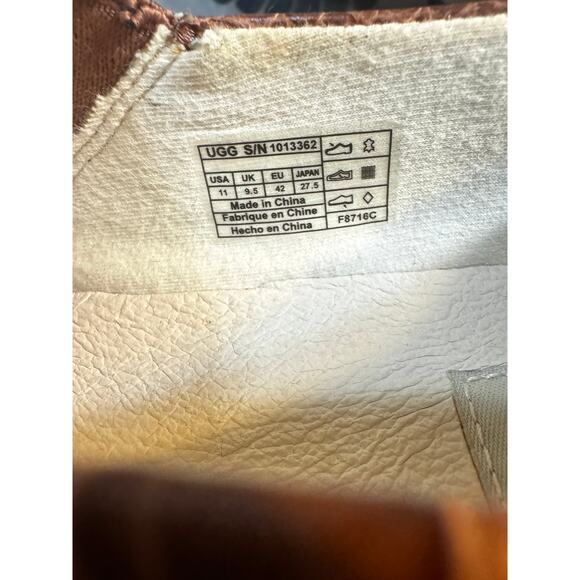 UGG S/N 1013362
USA UK EU JAPAN
11 9.5 42 27.5
Made in China
Fabriqué en Chine
Hecho en China
F8716C